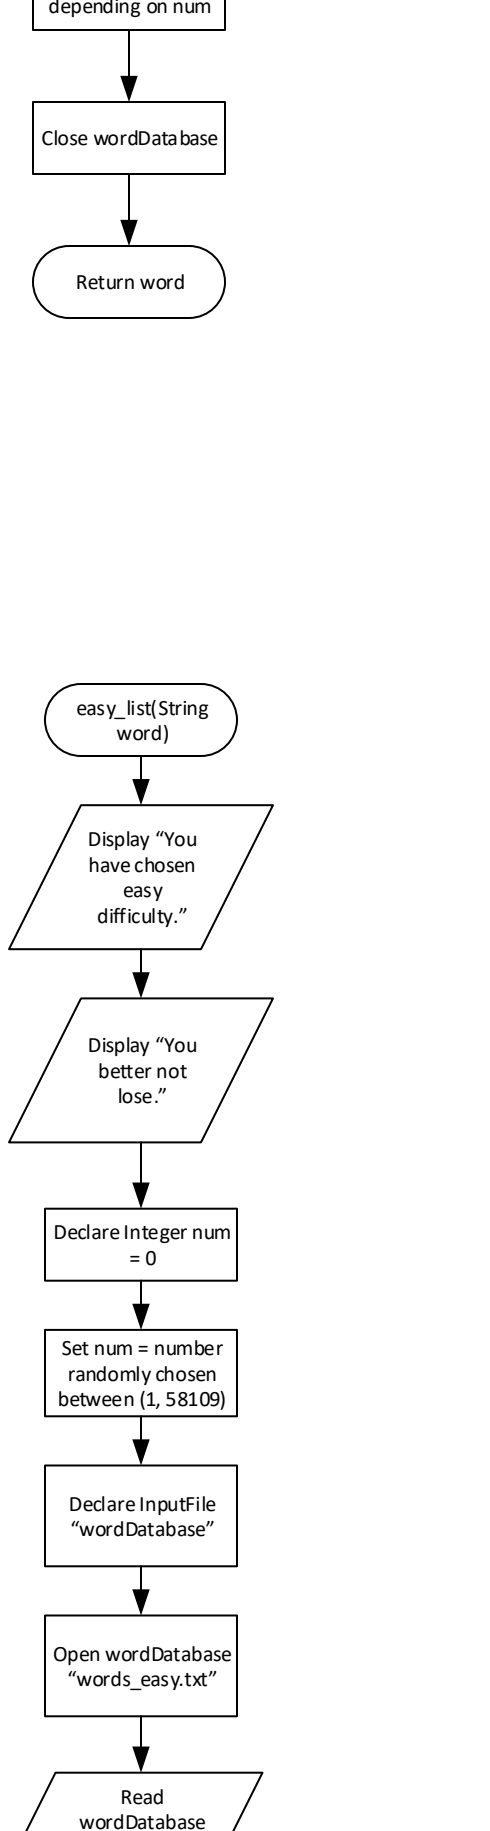 depending on num
Close wordDatabase
Return word
easy_list(String
word)
Display “You
have chosen
easy
difficulty.”
Display “You
better not
lose.”
Declare Integer num
= 0
Set num = number
randomly chosen
between (1, 58109)
Declare InputFile
“wordDatabase”
Open wordDatabase
“words_easy.txt”
Read
wordDatabase